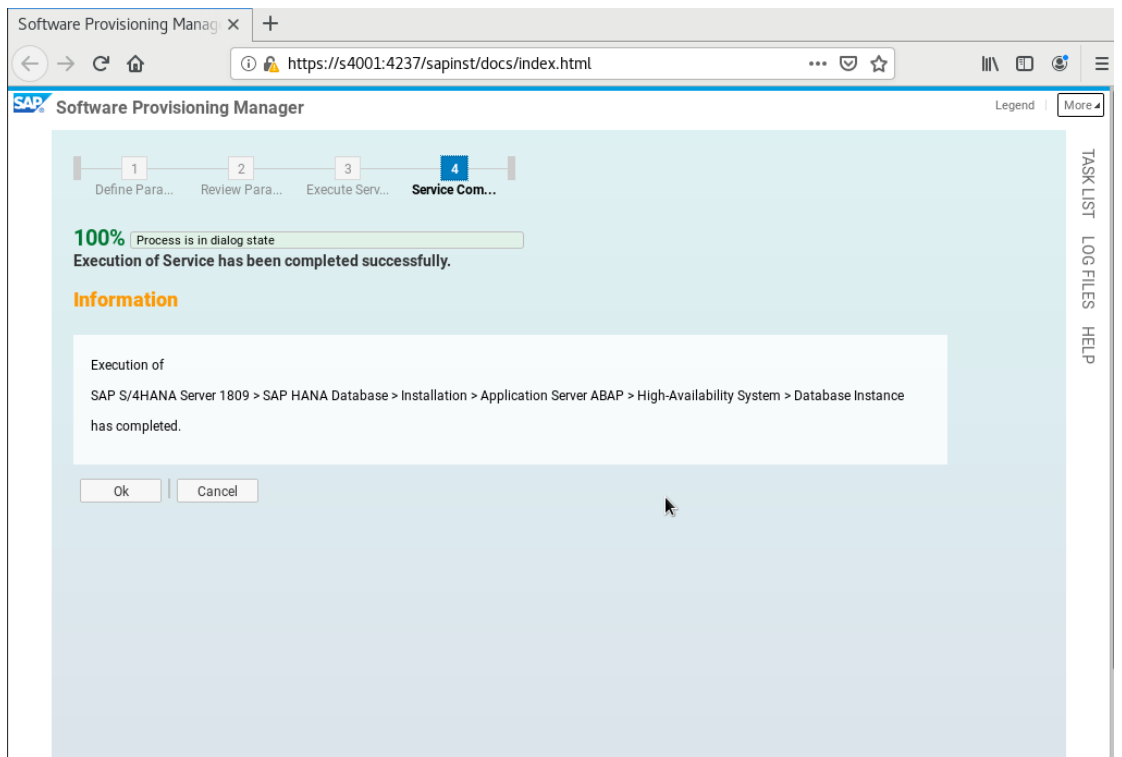 Software Provisioning Manag
https://s4001:4237/sapinst/docs/index.html
SAP Software Provisioning Manager
Legend
More
1 2 3 4
Define Para... Review Para... Execute Serv... Service Com...
100% Process is in dialog state
Execution of Service has been completed successfully.
Information
Execution of
SAP S/4HANA Server 1809 > SAP HANA Database > Installation > Application Server ABAP > High-Availability System > Database Instance
has completed.
Ok Cancel
TASK LIST
LOG FILES
HELP